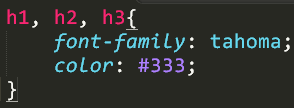 h1, h2, h3{
    font-family: tahoma;
    color: #333;
}